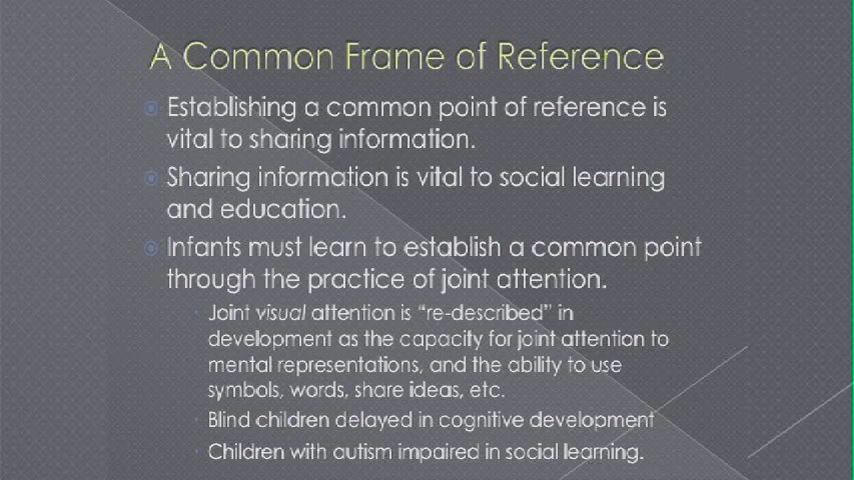 A Common Frame of Reference
Establishing a common point of reference is
vital to sharing information.
Sharing information is vital to social learning
and education.
Infants must learn to establish a common point
through the practice of joint attention.
Joint visual attention is “re-described” in
development as the capacity for joint attention to
mental representations, and the ability to use
symbols, words, share ideas, etc.
Blind children delayed in cognitive development
Children with autism impaired in social learning.